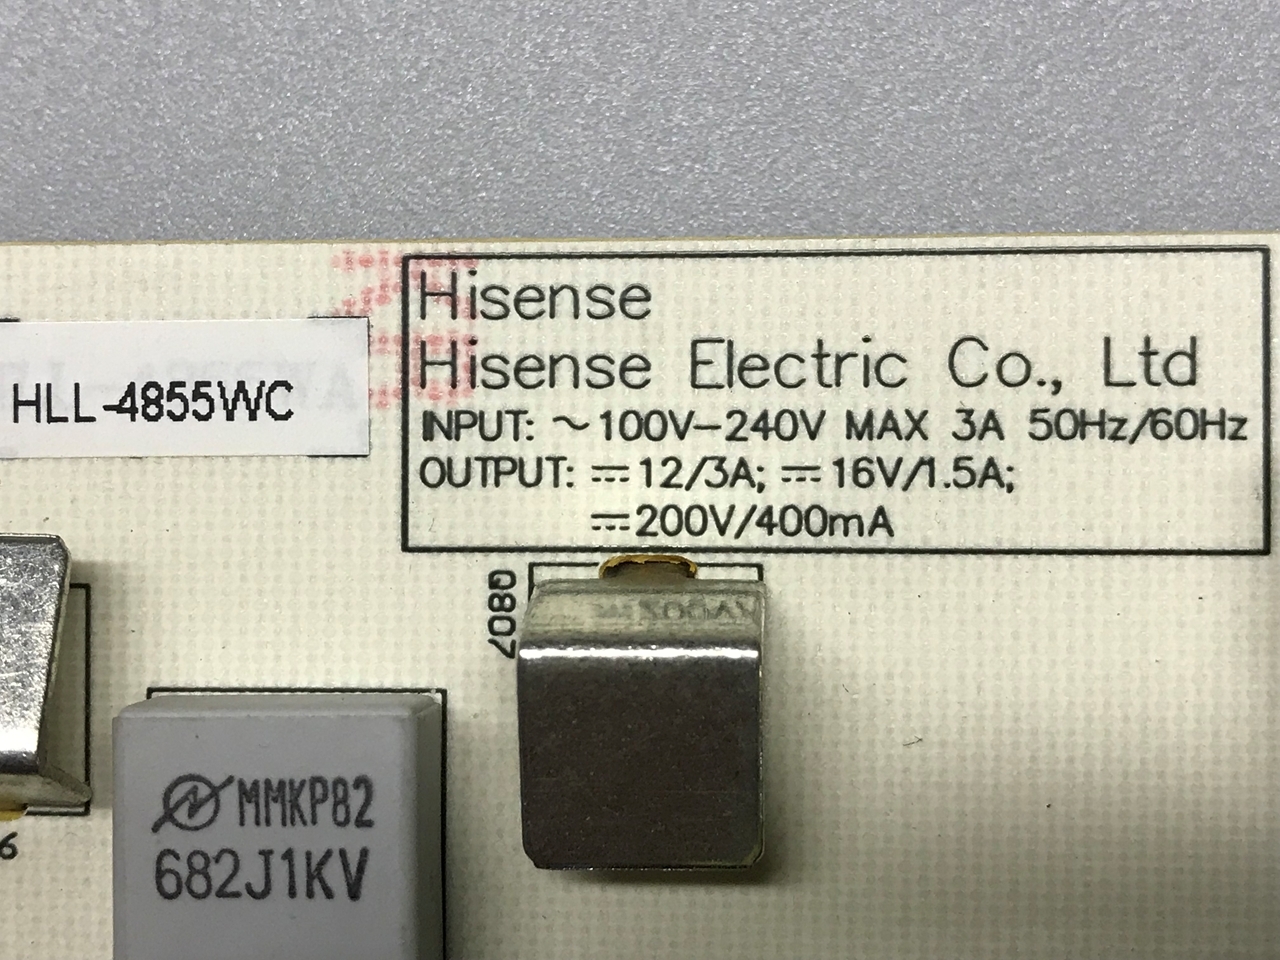 Hisense
Hisense Electric Co., Ltd
INPUT: ~100V-240V MAX 3A 50Hz/60Hz
OUTPUT: ⎓12/3A; ⎓16V/1.5A;
⎓200V/400mA
HLL-4855WC
Q807
MMKP82
682J1KV
6